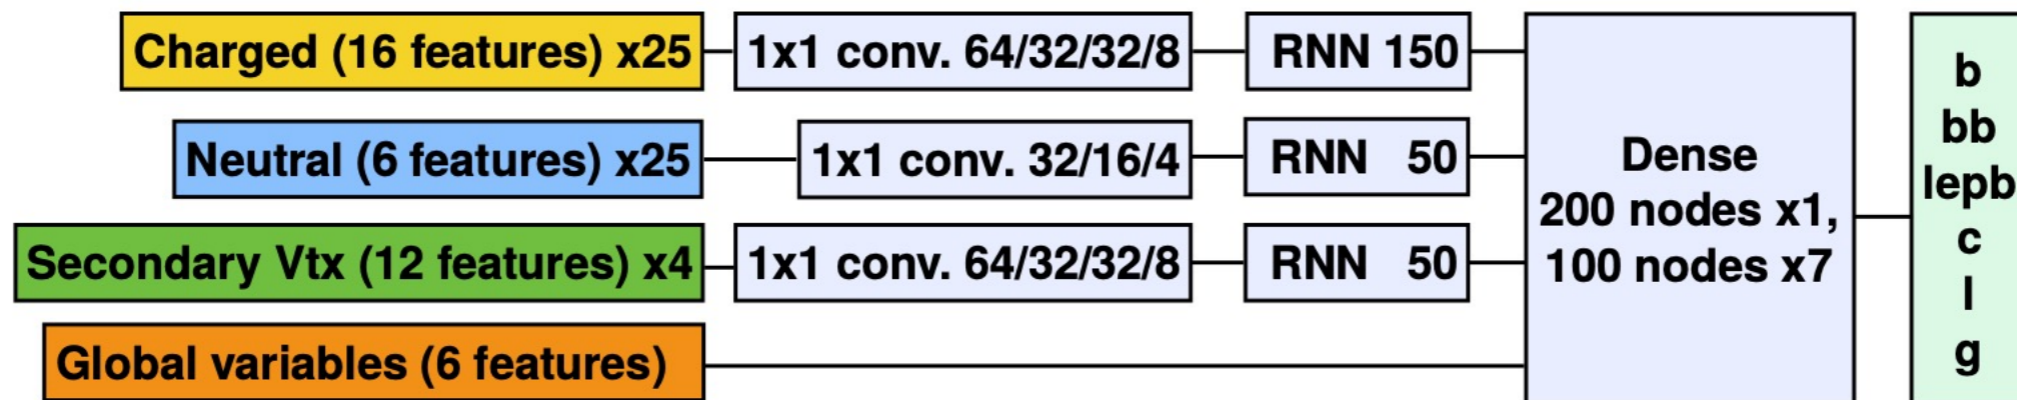 Charged (16 features) x25
1x1 conv. 64/32/32/8
RNN 150
Neutral (6 features) x25
1x1 conv. 32/16/4
RNN 50
Secondary Vtx (12 features) x4
1x1 conv. 64/32/32/8
RNN 50
Global variables (6 features)
Dense
200 nodes x1,
100 nodes x7
b
bb
lepb
c
l
g